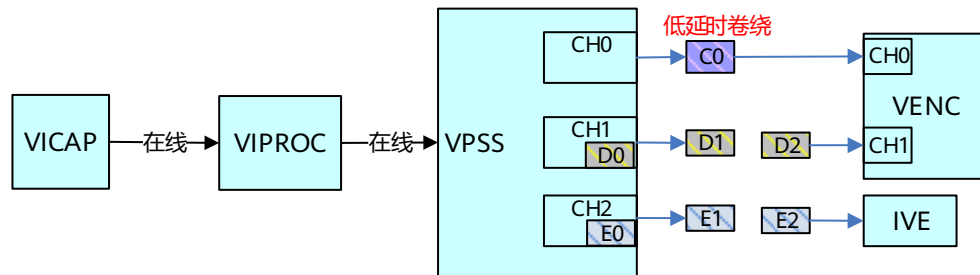 低延时卷绕
CH0
C0
CH0
VENC
VICAP
在线
VIPROC
在线
VPSS
CH1
D0
D1
D2
CH1
CH2
E0
E1
E2
IVE